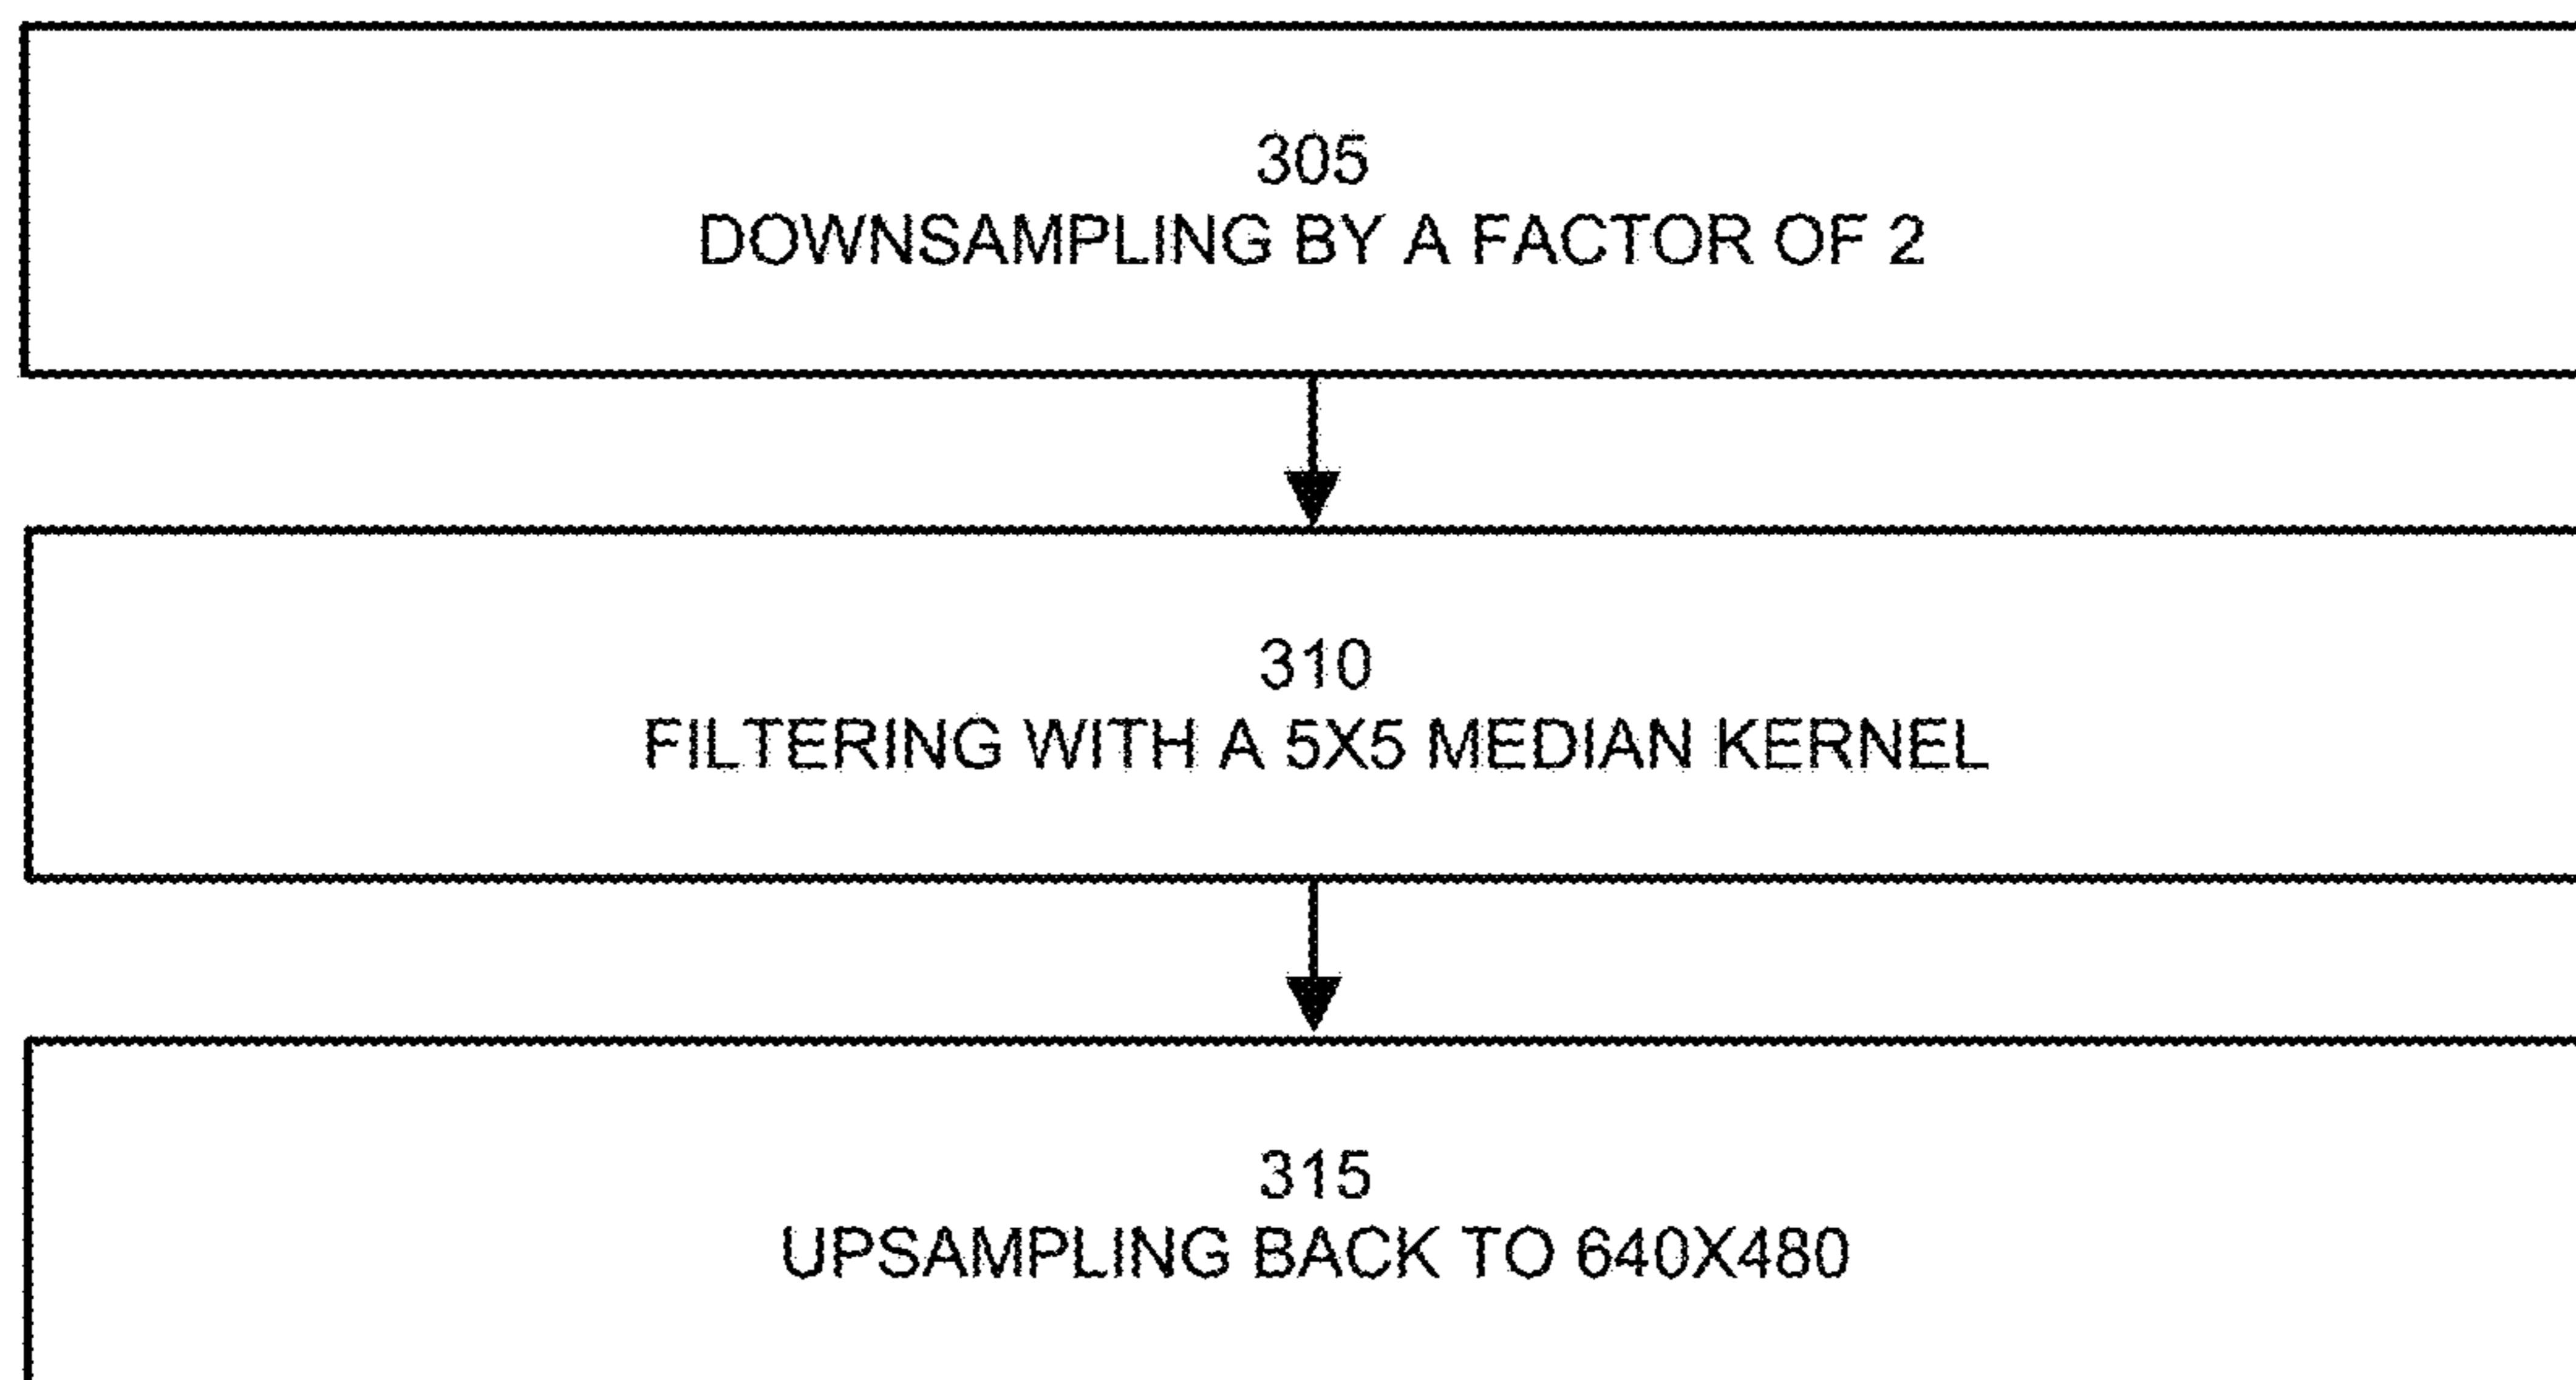 305
DOWNSAMPLING BY A FACTOR OF 2
310
FILTERING WITH A 5X5 MEDIAN KERNEL
315
UPSAMPLING BACK TO 640X480